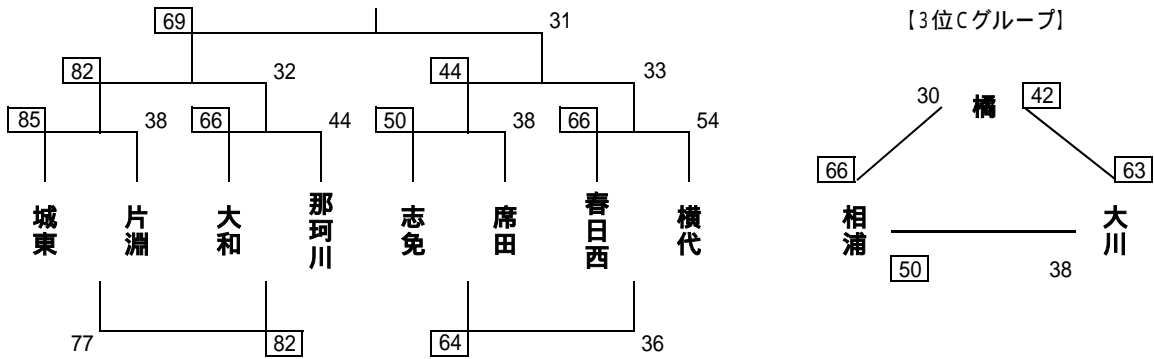 69 31 【3位Cグループ】
82 32 44 33
30 橘 42
85 38 66 44 50 38 66 54
66 63
城東 片淵 大和 那珂川 志免 席田 春日西 横代 相浦 大川
50 38
77 82 64 36